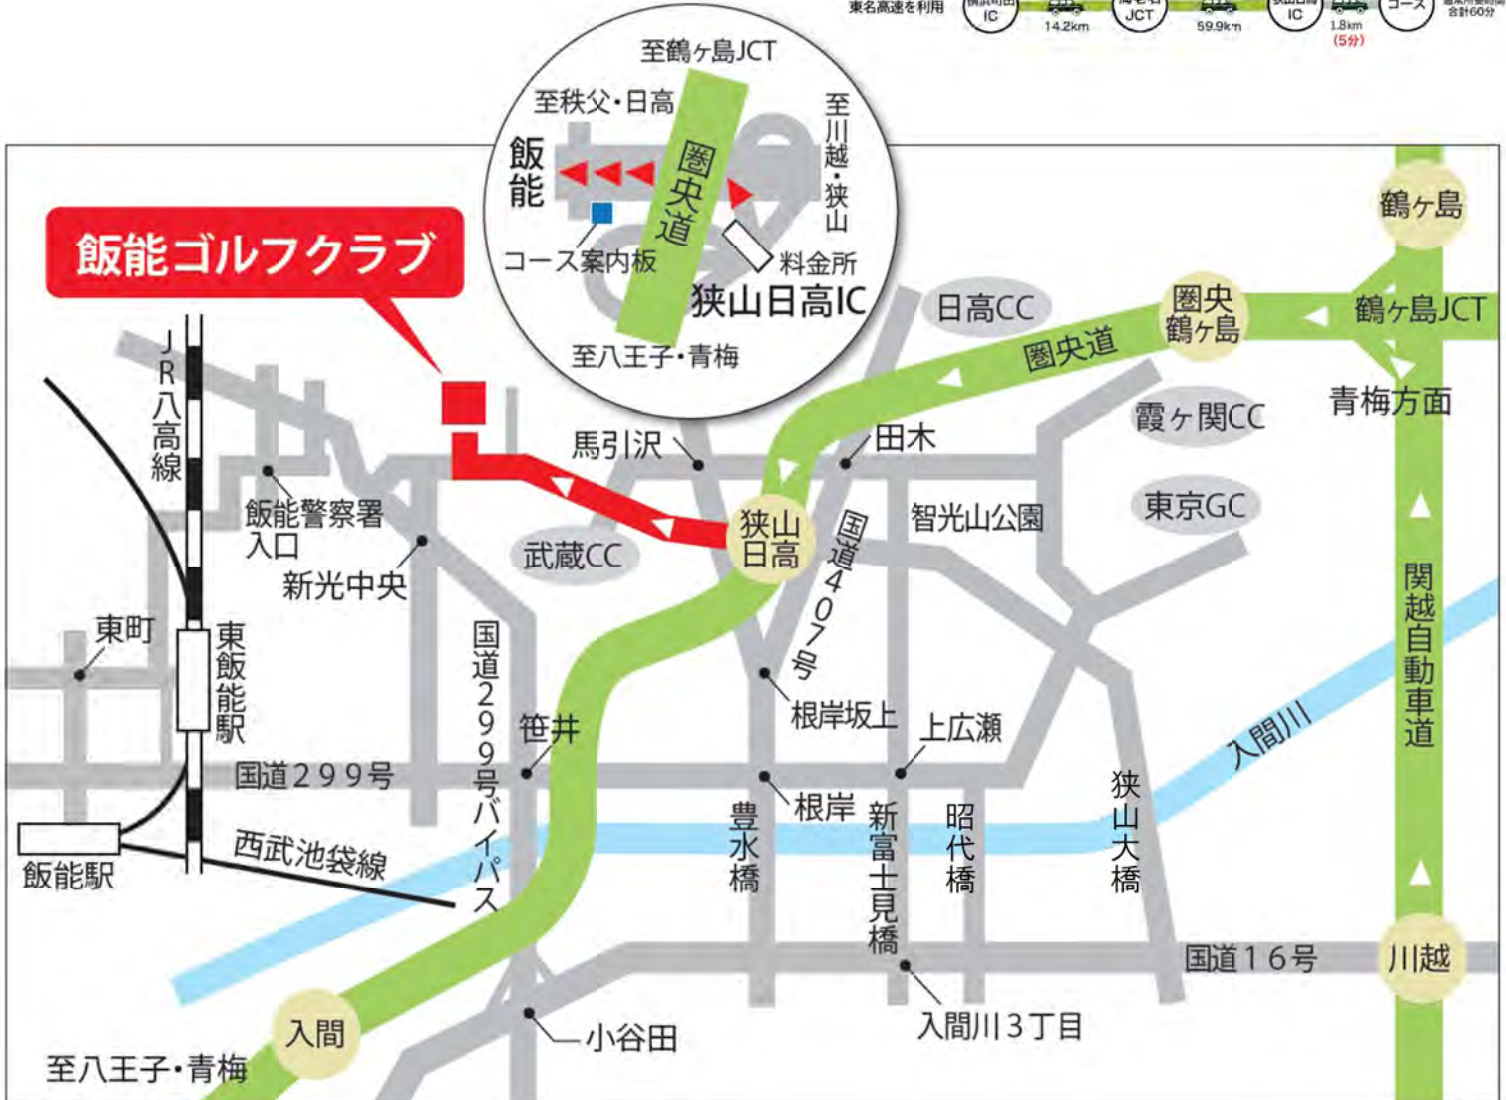 東名高速を利用
IC
14.2km
JCT
59.9km
IC
1.8km
(5分)
コース
合計60分
至鶴ヶ島JCT
至秩父・日高
至川越・狭山
飯能
圏央道
コース案内板
料金所
狭山日高IC
至八王子・青梅
飯能ゴルフクラブ
鶴ヶ島
日高CC
圏央
鶴ヶ島
鶴ヶ島JCT
圏央道
青梅方面
霞ヶ関CC
JR八高線
馬引沢
田木
飯能警察署
入口
東京GC
智光山公園
狭山
日高
武蔵CC
国道407号
新光中央
関越自動車道
東町
東飯能駅
国道299号バイパス
根岸坂上
笹井
上広瀬
入間川
国道299号
根岸
豊水橋
新富士見橋
昭代橋
狭山大橋
西武池袋線
飯能駅
国道16号
川越
入間
小谷田
入間川3丁目
至八王子・青梅